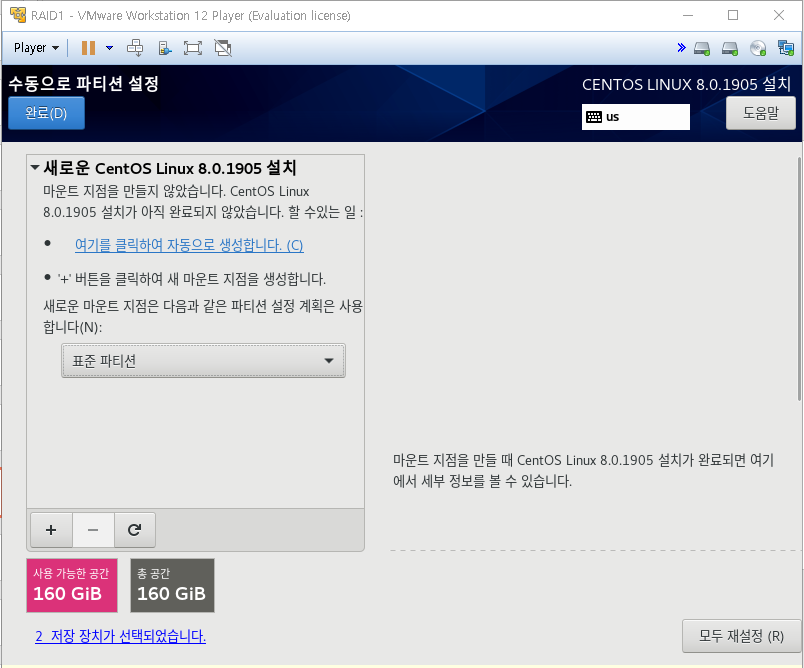 RAID1 - VMware Workstation 12 Player (Evaluation license)
Player
수동으로 파티션 설정
CENTOS LINUX 8.0.1905 설치
완료(D)
us
도움말
새로운 CentOS Linux 8.0.1905 설치
마운트 지점을 만들지 않았습니다. CentOS Linux
8.0.1905 설치가 아직 완료되지 않았습니다. 할 수있는 일 :
• 여기를 클릭하여 자동으로 생성합니다. (C)
• '+' 버튼을 클릭하여 새 마운트 지점을 생성합니다.
새로운 마운트 지점은 다음과 같은 파티션 설정 계획은 사용
합니다(N):
표준 파티션
마운트 지점을 만들 때 CentOS Linux 8.0.1905 설치가 완료되면 여기
에서 세부 정보를 볼 수 있습니다.
+ −
사용 가능한 공간
160 GiB
총 공간
160 GiB
2 저장 장치가 선택되었습니다.
모두 재설정 (R)